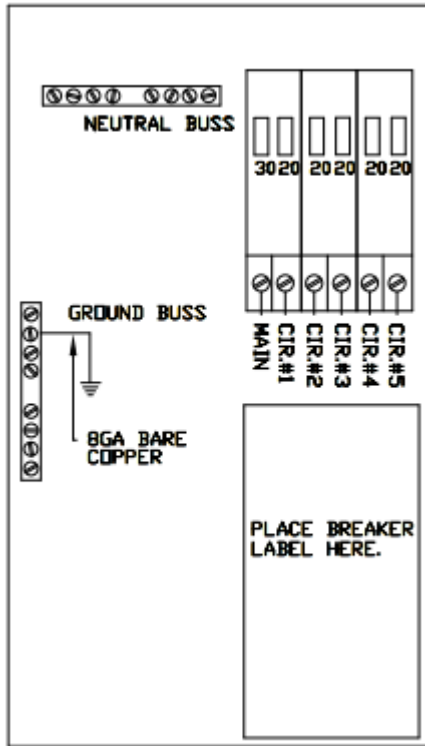 NEUTRAL BUSS
30 20 20 20 20 20
GROUND BUSS
MAIN
CIR.#1
CIR.#2
CIR.#3
CIR.#4
CIR.#5
8GA BARE
COPPER
PLACE BREAKER
LABEL HERE.